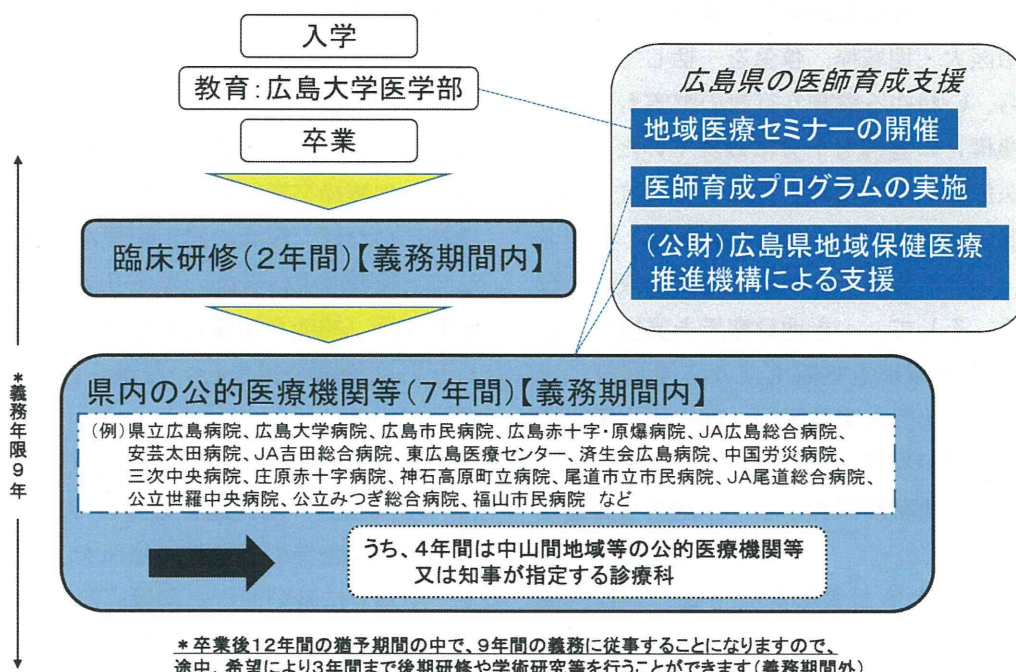 入学
教育:広島大学医学部
卒業
広島県の医師育成支援
地域医療セミナーの開催
医師育成プログラムの実施
(公財)広島県地域保健医療
推進機構による支援
臨床研修(2年間)【義務期間内】
*義務年限9年
県内の公的医療機関等(7年間)【義務期間内】
(例)県立広島病院、広島大学病院、広島市民病院、広島赤十字・原爆病院、JA広島総合病院、
安芸太田病院、JA吉田総合病院、東広島医療センター、済生会広島病院、中国労災病院、
三次中央病院、庄原赤十字病院、神石高原町立病院、尾道市立市民病院、JA尾道総合病院、
公立世羅中央病院、公立みつぎ総合病院、福山市民病院 など
うち、4年間は中山間地域等の公的医療機関等
又は知事が指定する診療科
*卒業後12年間の猶予期間の中で、9年間の義務に従事することになりますので、
途中、希望により3年間まで後期研修や学術研究等を行うことができます(義務期間外)